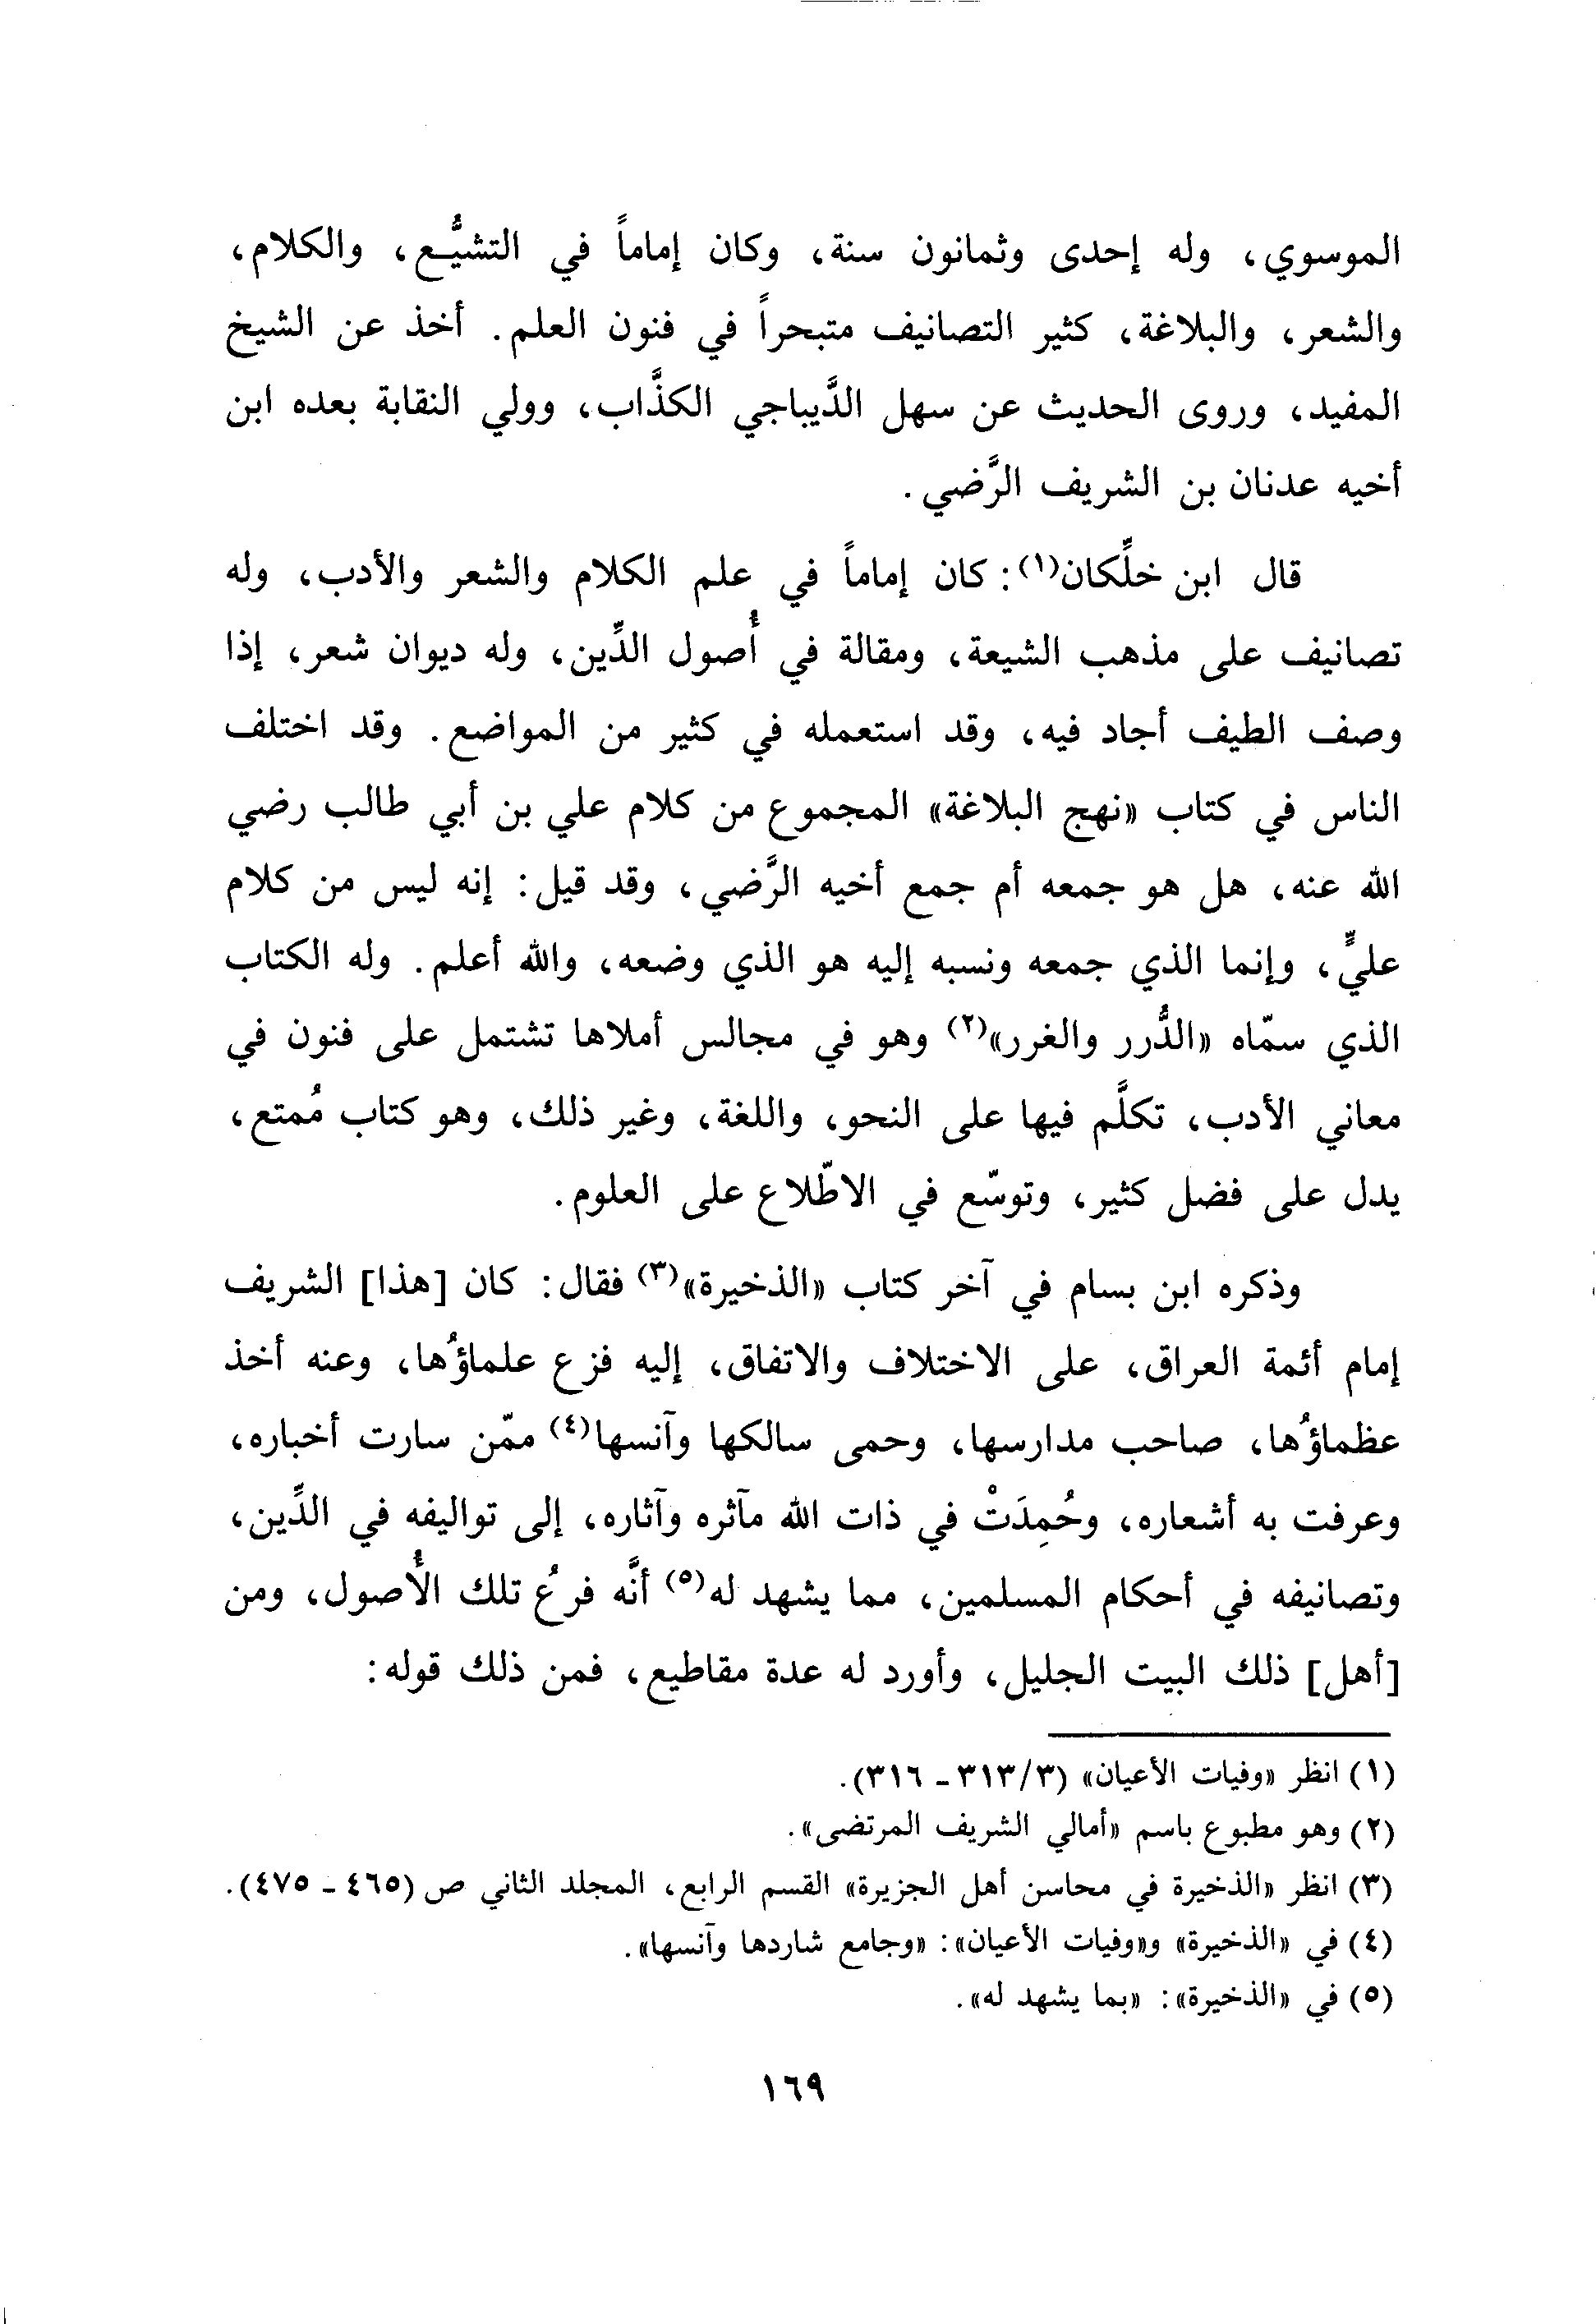 الموسوي، وله إحدى وثمانون سنة، وكان إماماً في التشيُّع، والكلام،
والشعر، والبلاغة، كثير التصانيف متبحراً في فنون العلم. أخذ عن الشيخ
المفيد، وروى الحديث عن سهل الدَّيباجي الكذَّاب، وولي النقابة بعده ابن
أخيه عدنان بن الشريف الرَّضي.
قال ابن خلِّكان(١): كان إماماً في علم الكلام والشعر والأدب، وله
تصانيف على مذهب الشيعة، ومقالة في أُصول الدِّين، وله ديوان شعر، إذا
وصف الطيف أجاد فيه، وقد استعمله في كثير من المواضع. وقد اختلف
الناس في كتاب «نهج البلاغة» المجموع من كلام علي بن أبي طالب رضي
الله عنه، هل هو جمعه أم جمع أخيه الرَّضي، وقد قيل: إنه ليس من كلام
عليٍّ، وإنما الذي جمعه ونسبه إليه هو الذي وضعه، والله أعلم. وله الكتاب
الذي سمّاه «الدُّرر والغرر»(٢) وهو في مجالس أملاها تشتمل على فنون في
معاني الأدب، تكلَّم فيها على النحو، واللغة، وغير ذلك، وهو كتاب مُمتع،
يدل على فضل كثير، وتوسّع في الاطّلاع على العلوم.
وذكره ابن بسام في آخر كتاب «الذخيرة»(٣) فقال: كان [هذا] الشريف
إمام أئمة العراق، على الاختلاف والاتفاق، إليه فزع علماؤُها، وعنه أخذ
عظماؤُها، صاحب مدارسها، وحمى سالكها وآنسها(٤) ممّن سارت أخباره،
وعرفت به أشعاره، وحُمِدَتْ في ذات الله مآثره وآثاره، إلى تواليفه في الدِّين،
وتصانيفه في أحكام المسلمين، مما يشهد له(٥) أنَّه فرعُ تلك الأُصول، ومن
[أهل] ذلك البيت الجليل، وأورد له عدة مقاطيع، فمن ذلك قوله:
(١) انظر «وفيات الأعيان» (٣/ ٣١٣ - ٣١٦).
(٢) وهو مطبوع باسم «أمالي الشريف المرتضى».
(٣) انظر «الذخيرة في محاسن أهل الجزيرة» القسم الرابع، المجلد الثاني ص (٤٦٥ - ٤٧٥).
(٤) في «الذخيرة» و«وفيات الأعيان»: «وجامع شاردها وآنسها».
(٥) في «الذخيرة»: «بما يشهد له».
١٦٩